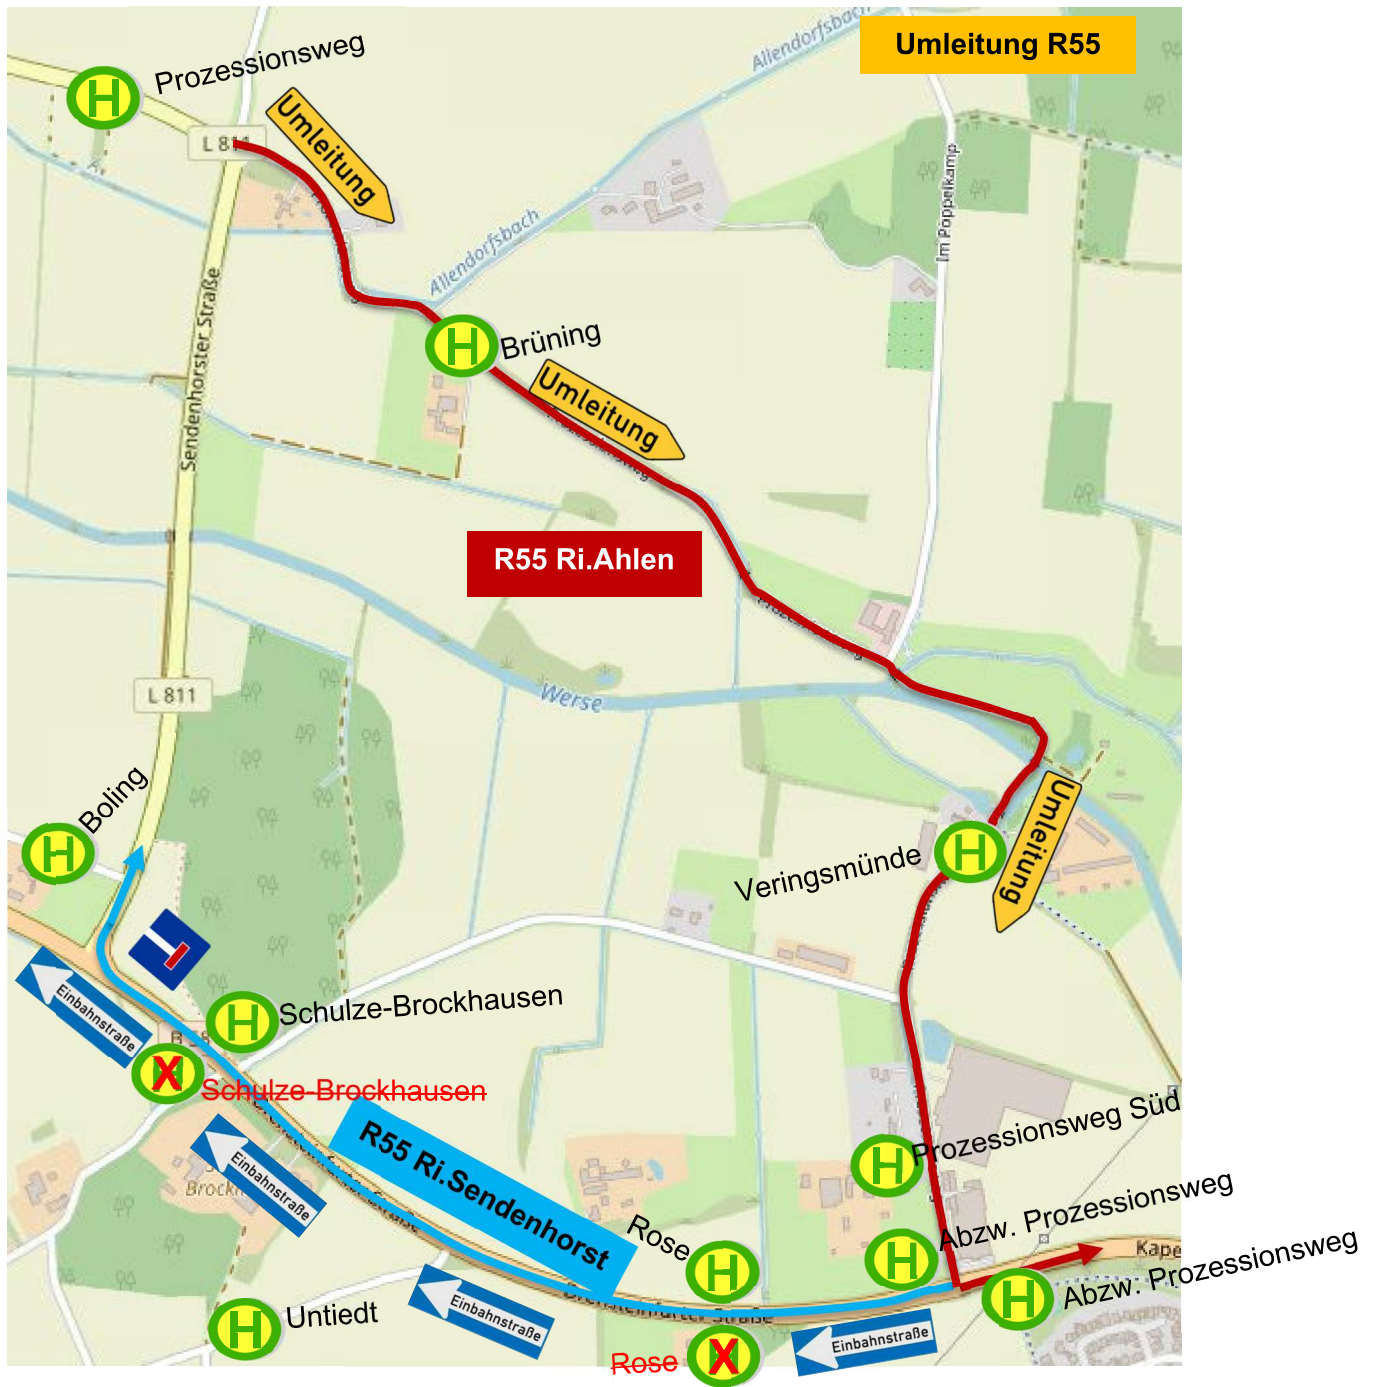 Umleitung R55
Prozessionsweg
H
L 811
Umleitung
Allendorfsbach
Im Poppelkamp
Allendorfsbach
Sendenhorster Straße
H
Brüning
Umleitung
R55 Ri.Ahlen
L 811
Werse
Boling
H
Umleitung
Veringsmünde
H
Einbahnstraße
H
Schulze-Brockhausen
X
Schulze-Brockhausen
R55 Ri.Sendenhorst
Einbahnstraße
H
Prozessionsweg Süd
H
Abzw. Prozessionsweg
Kape
H
Abzw. Prozessionsweg
Rose
H
Einbahnstraße
H
Untiedt
Einbahnstraße
Rose
X